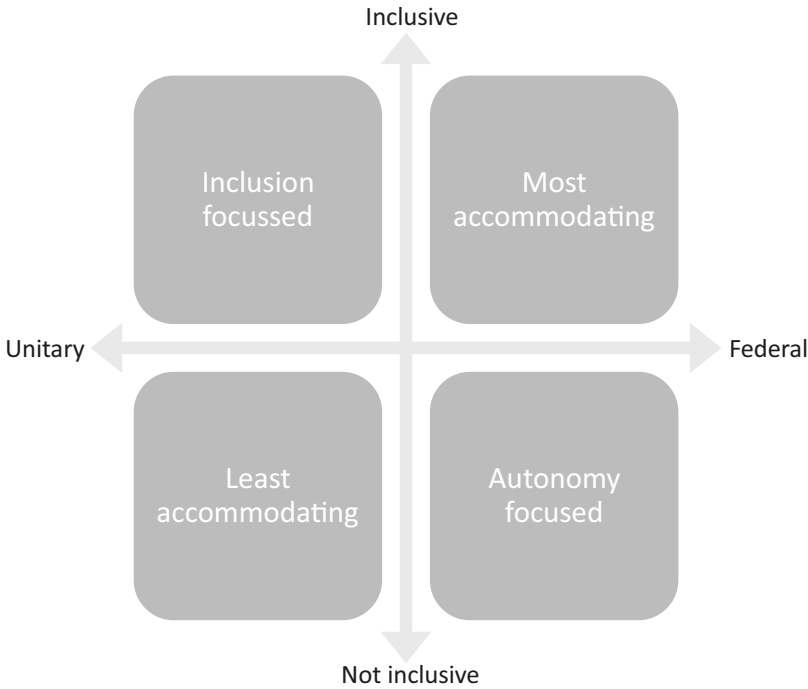 Inclusive
Inclusion
focussed
Most
accommodating
Unitary
Federal
Least
accommodating
Autonomy
focused
Not inclusive